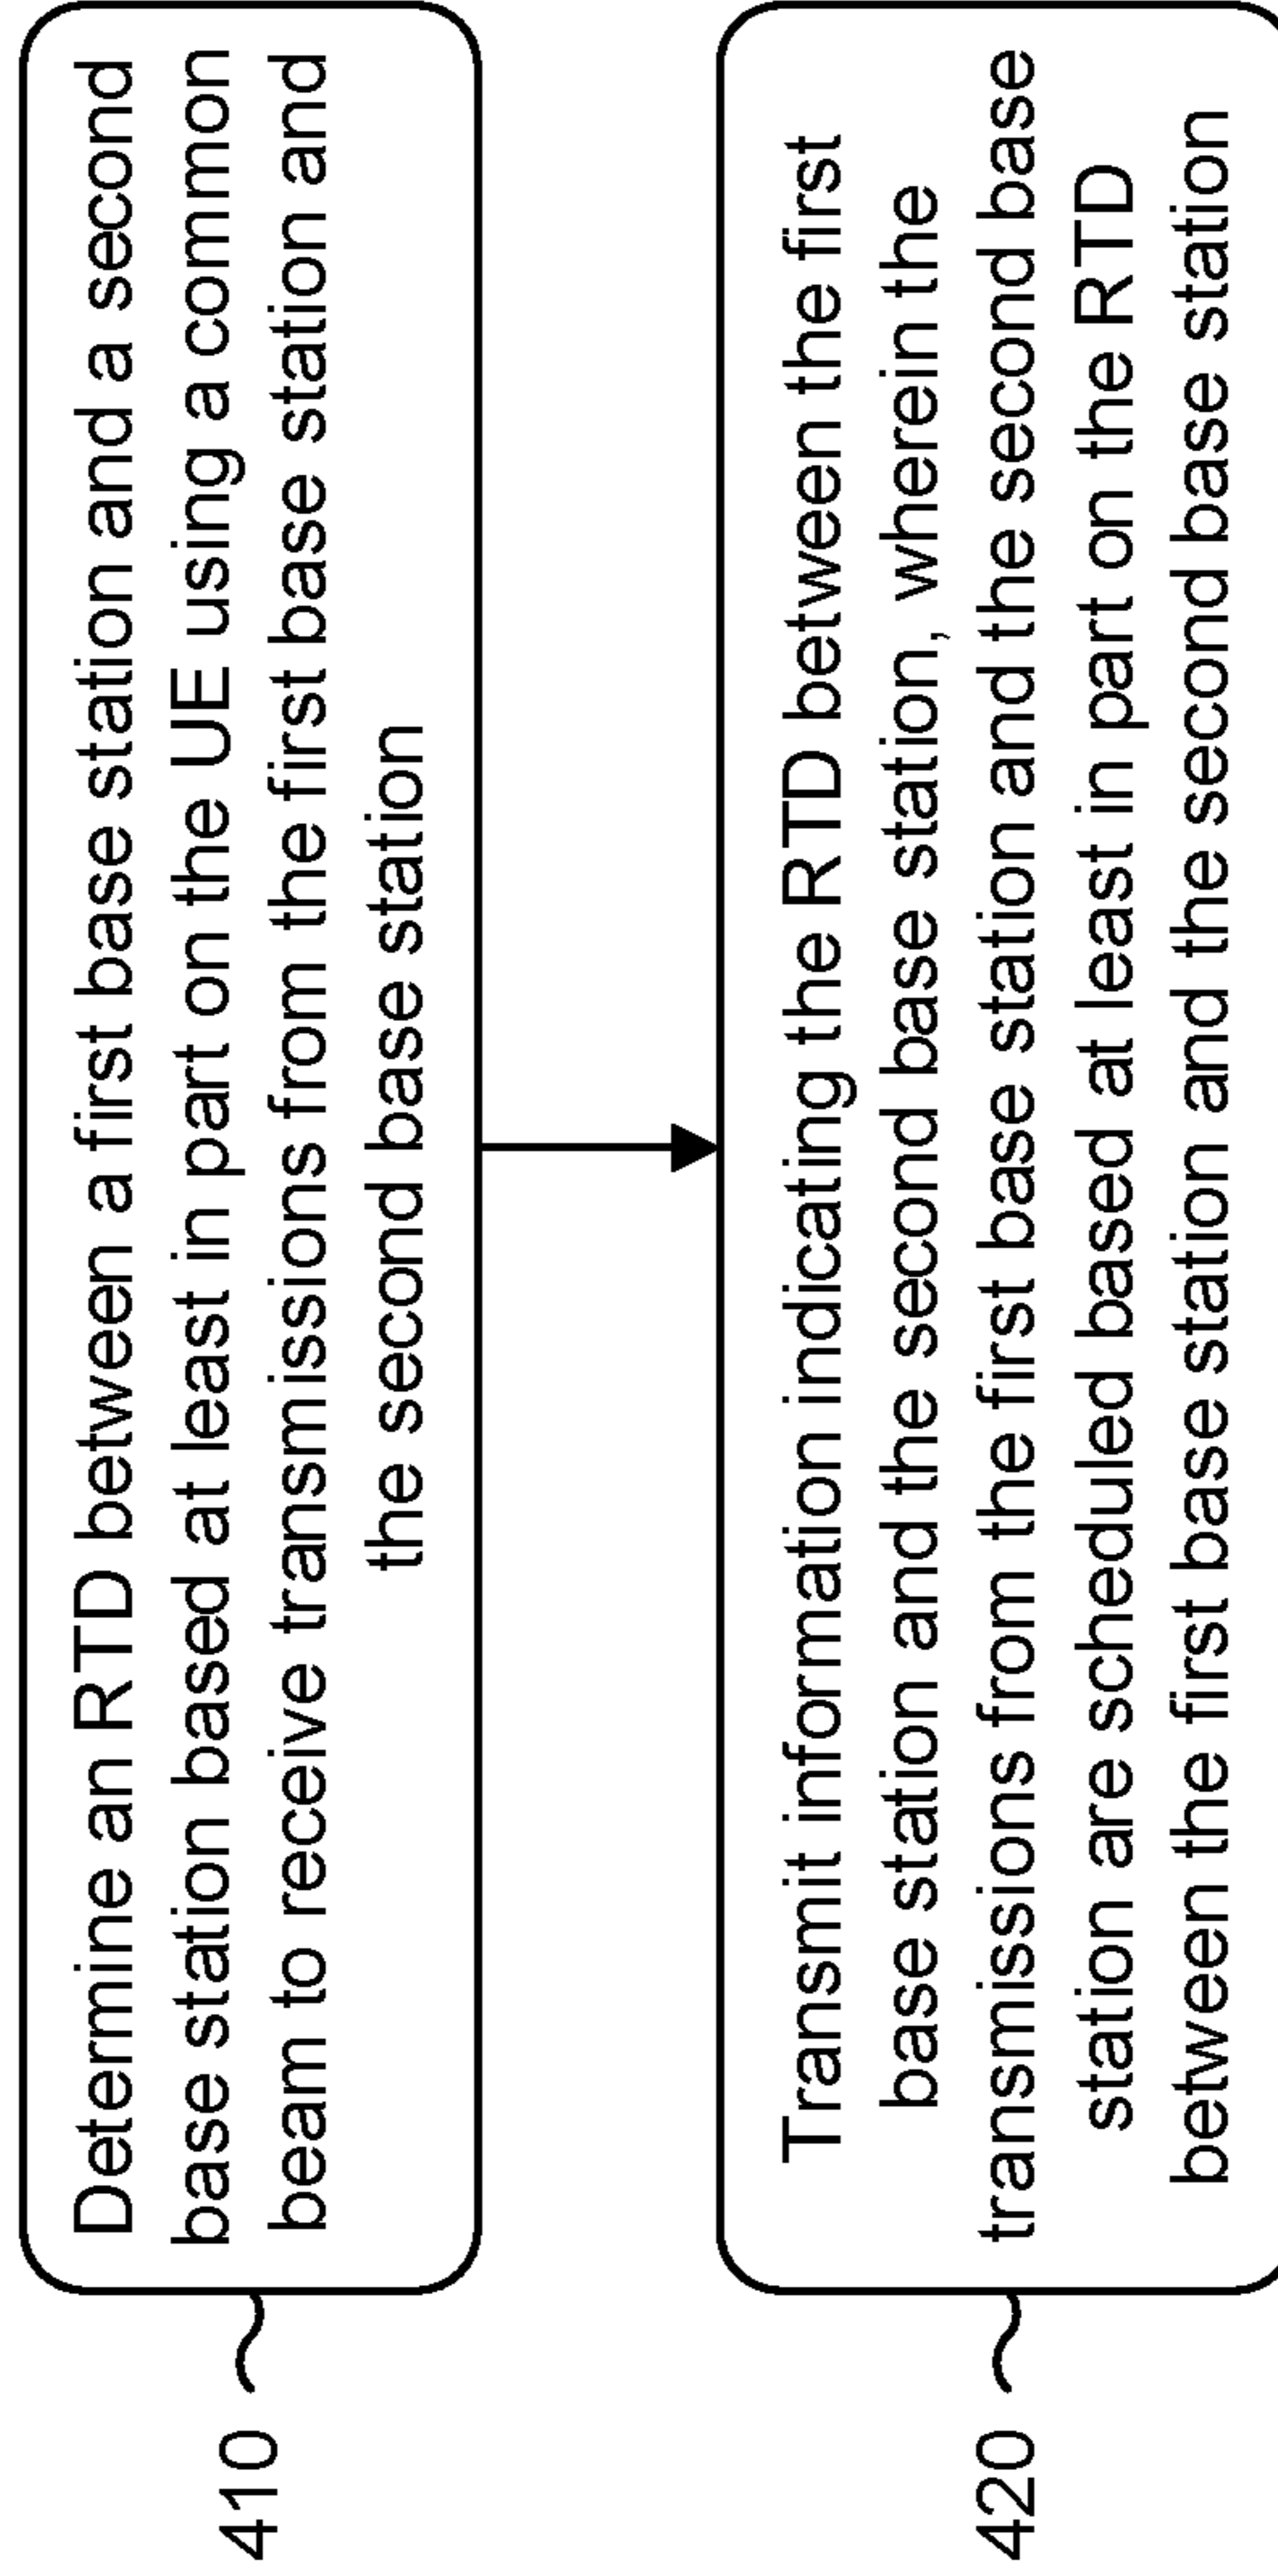 410
Determine an RTD between a first base station and a second
base station based at least in part on the UE using a common
beam to receive transmissions from the first base station and
the second base station
420
Transmit information indicating the RTD between the first
base station and the second base station, wherein the
transmissions from the first base station and the second base
station are scheduled based at least in part on the RTD
between the first base station and the second base station